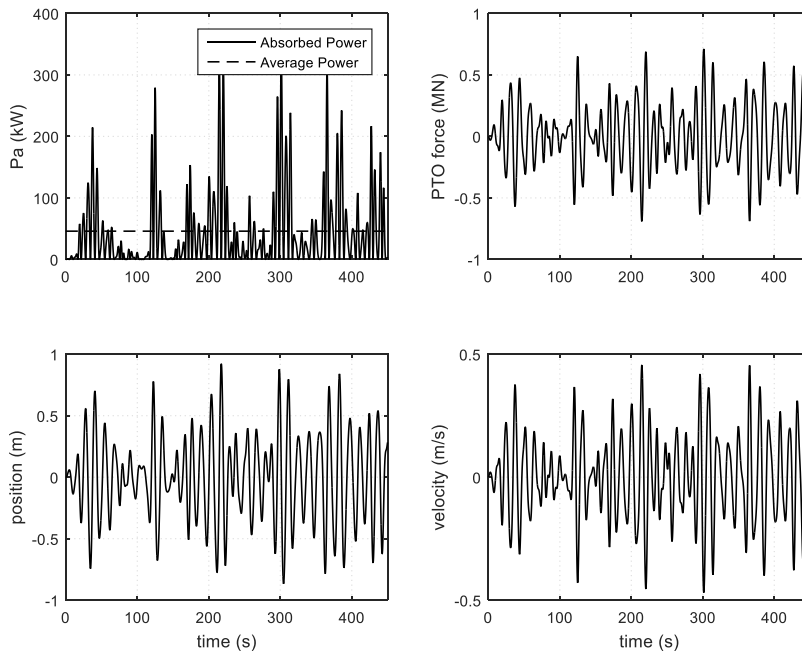 400
300
200
100
0
Pa (kW)
Absorbed Power
Average Power
0 100 200 300 400
1
0.5
0
-0.5
-1
PTO force (MN)
0 100 200 300 400
1
0.5
0
-0.5
-1
position (m)
0 100 200 300 400
time (s)
0.5
0
-0.5
velocity (m/s)
0 100 200 300 400
time (s)